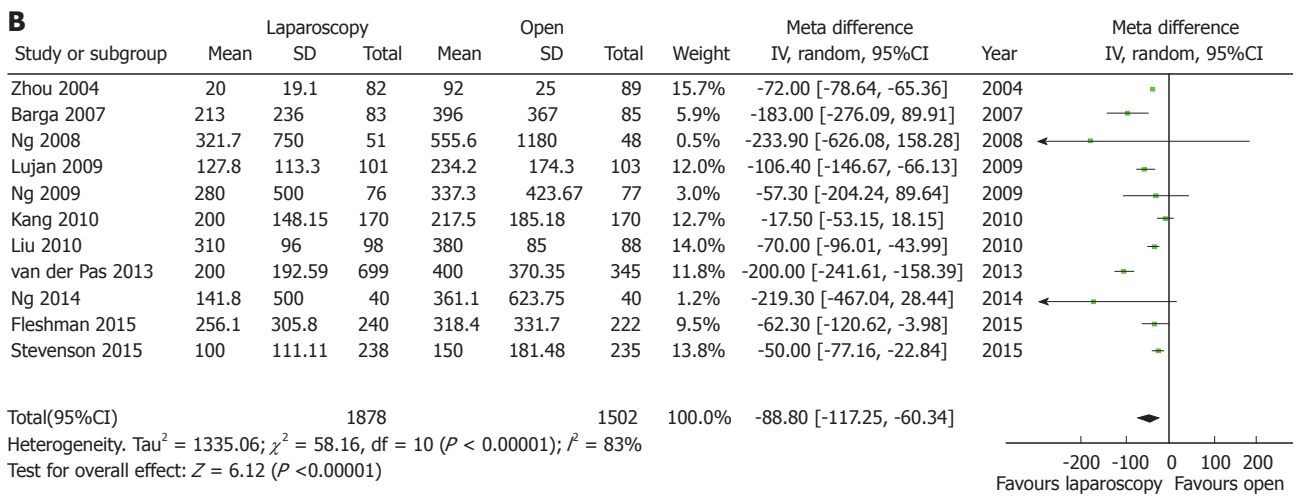 B
Laparoscopy Open Meta difference Meta difference
Study or subgroup Mean SD Total Mean SD Total Weight IV, random, 95%CI Year IV, random, 95%CI
Zhou 2004 20 19.1 82 92 25 89 15.7% -72.00 [-78.64, -65.36] 2004
Barga 2007 213 236 83 396 367 85 5.9% -183.00 [-276.09, 89.91] 2007
Ng 2008 321.7 750 51 555.6 1180 48 0.5% -233.90 [-626.08, 158.28] 2008
Lujan 2009 127.8 113.3 101 234.2 174.3 103 12.0% -106.40 [-146.67, -66.13] 2009
Ng 2009 280 500 76 337.3 423.67 77 3.0% -57.30 [-204.24, 89.64] 2009
Kang 2010 200 148.15 170 217.5 185.18 170 12.7% -17.50 [-53.15, 18.15] 2010
Liu 2010 310 96 98 380 85 88 14.0% -70.00 [-96.01, -43.99] 2010
van der Pas 2013 200 192.59 699 400 370.35 345 11.8% -200.00 [-241.61, -158.39] 2013
Ng 2014 141.8 500 40 361.1 623.75 40 1.2% -219.30 [-467.04, 28.44] 2014
Fleshman 2015 256.1 305.8 240 318.4 331.7 222 9.5% -62.30 [-120.62, -3.98] 2015
Stevenson 2015 100 111.11 238 150 181.48 235 13.8% -50.00 [-77.16, -22.84] 2015
Total(95%CI) 1878 1502 100.0% -88.80 [-117.25, -60.34]
Heterogeneity. Tau² = 1335.06; χ² = 58.16, df = 10 (P < 0.00001); I² = 83%
Test for overall effect: Z = 6.12 (P <0.00001)
-200 -100 0 100 200
Favours laparoscopy Favours open